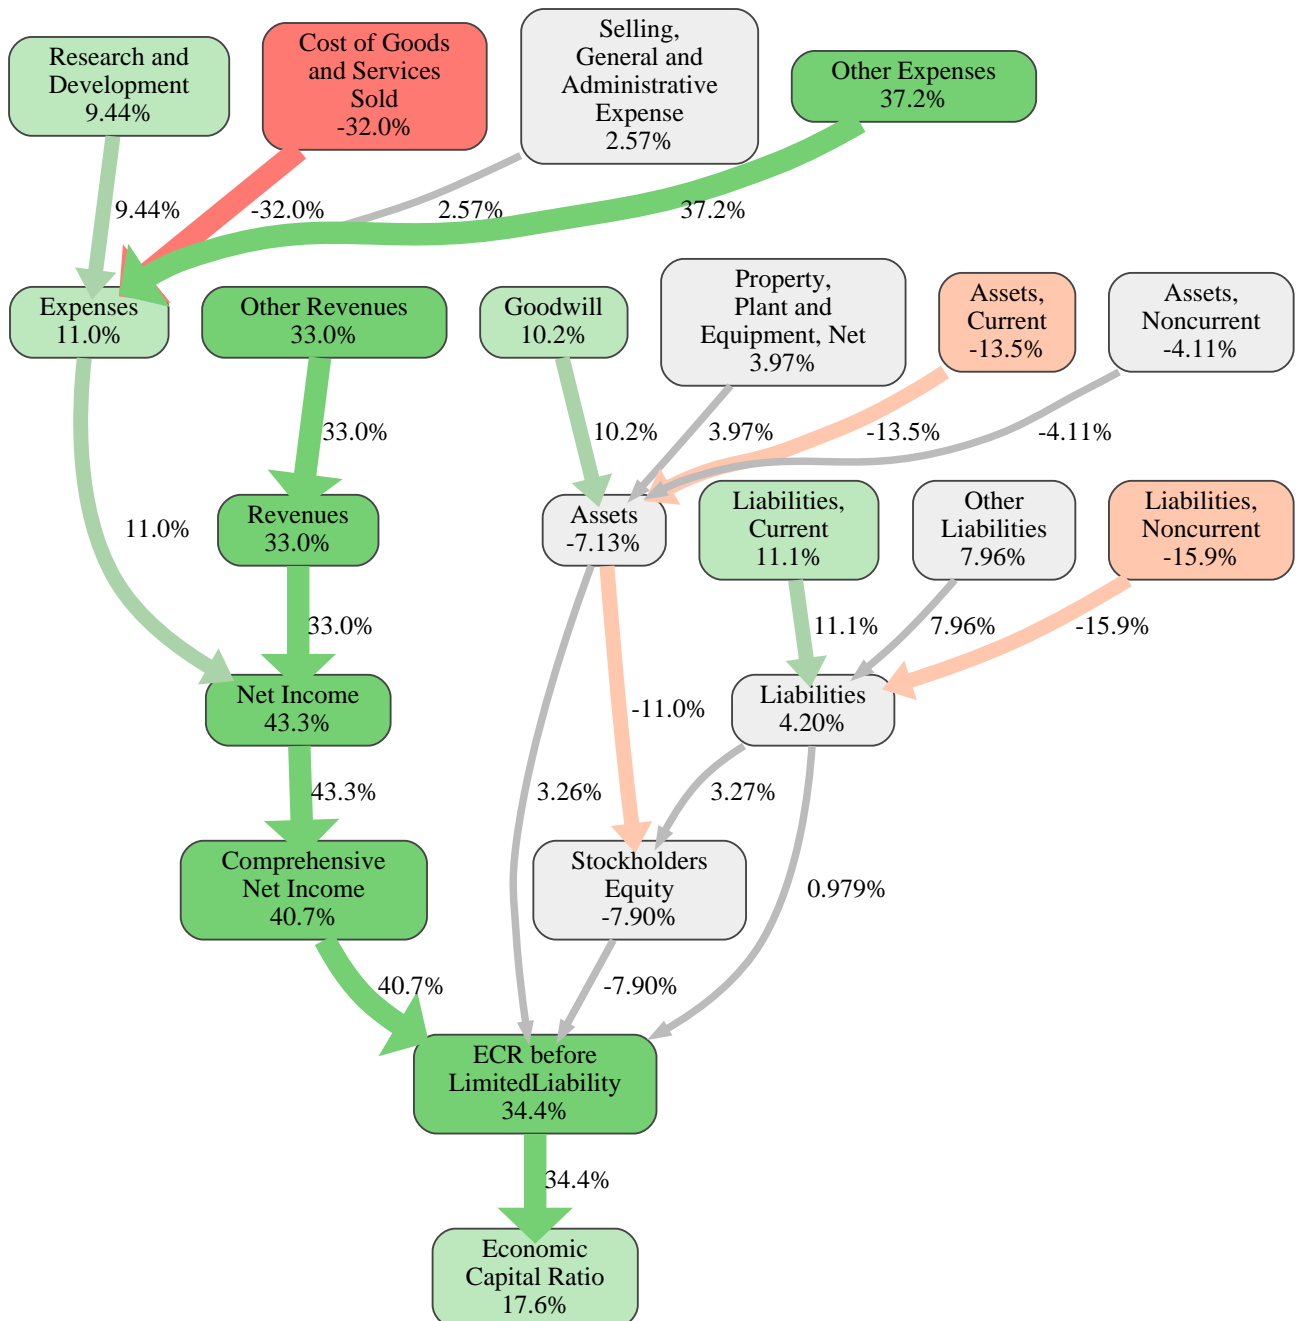 Research and
Development
9.44%
Cost of Goods
and Services
Sold
-32.0%
Selling,
General and
Administrative
Expense
2.57%
Other Expenses
37.2%
9.44%
-32.0%
2.57%
37.2%
Expenses
11.0%
Other Revenues
33.0%
Goodwill
10.2%
Property,
Plant and
Equipment, Net
3.97%
Assets,
Current
-13.5%
Assets,
Noncurrent
-4.11%
33.0%
10.2%
3.97%
-13.5%
-4.11%
11.0%
Revenues
33.0%
Assets
-7.13%
Liabilities,
Current
11.1%
Other
Liabilities
7.96%
Liabilities,
Noncurrent
-15.9%
33.0%
11.1%
7.96%
-15.9%
Net Income
43.3%
-11.0%
Liabilities
4.20%
43.3%
3.26%
3.27%
Comprehensive
Net Income
40.7%
Stockholders
Equity
-7.90%
0.979%
40.7%
-7.90%
ECR before
LimitedLiability
34.4%
34.4%
Economic
Capital Ratio
17.6%